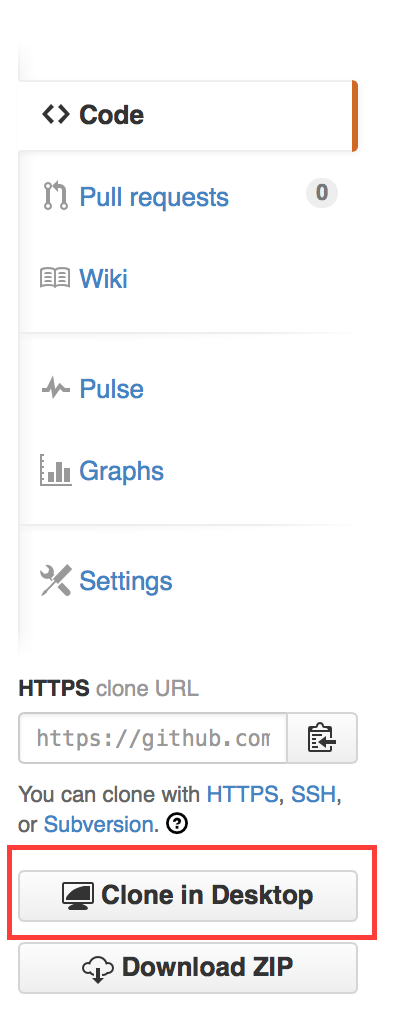 Code
Pull requests 0
Wiki
Pulse
Graphs
Settings
HTTPS clone URL
https://github.com
You can clone with HTTPS, SSH,
or Subversion. ?
Clone in Desktop
Download ZIP